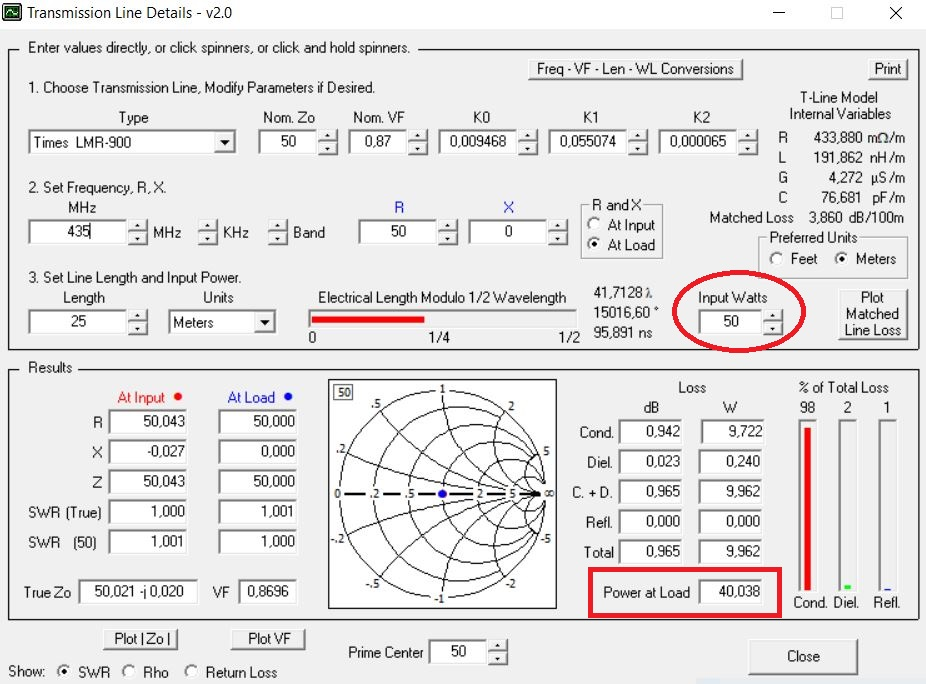 Transmission Line Details - v2.0
Enter values directly, or click spinners, or click and hold spinners.
Freq - VF - Len - WL Conversions
Print
1. Choose Transmission Line, Modify Parameters if Desired.
Type Nom. Zo Nom. VF K0 K1 K2
Times LMR-900 50 0,87 0,009468 0,055074 0,000065
T-Line Model
Internal Variables
R 433,880 mΩ/m
L 191,862 nH/m
G 4,272 µS/m
C 76,681 pF/m
Matched Loss 3,860 dB/100m
2. Set Frequency, R, X.
MHz R X
435 MHz KHz Band 50 0
R and X
At Input
At Load
Preferred Units
Feet Meters
3. Set Line Length and Input Power.
Length Units Electrical Length Modulo 1/2 Wavelength
25 Meters
0 1/4 1/2
41,7128 λ
15016,60 °
95,891 ns
Input Watts
50
Plot
Matched
Line Loss
Results
At Input At Load
R 50,043 50,000
X -0,027 0,000
Z 50,043 50,000
SWR (True) 1,000 1,001
SWR (50) 1,001 1,000
True Zo 50,021 -j 0,020 VF 0,8696
50
1
.5 2
.2 5
0 .2 .5 2 5 ∞
-.2 -5
-.5 -2
-1
Loss
dB W
Cond. 0,942 9,722
Diel. 0,023 0,240
C. + D. 0,965 9,962
Refl. 0,000 0,000
Total 0,965 9,962
Power at Load 40,038
% of Total Loss
98 2 1
Cond. Diel. Refl.
Plot |Zo| Plot VF
Prime Center 50
Close
Show: SWR Rho Return Loss